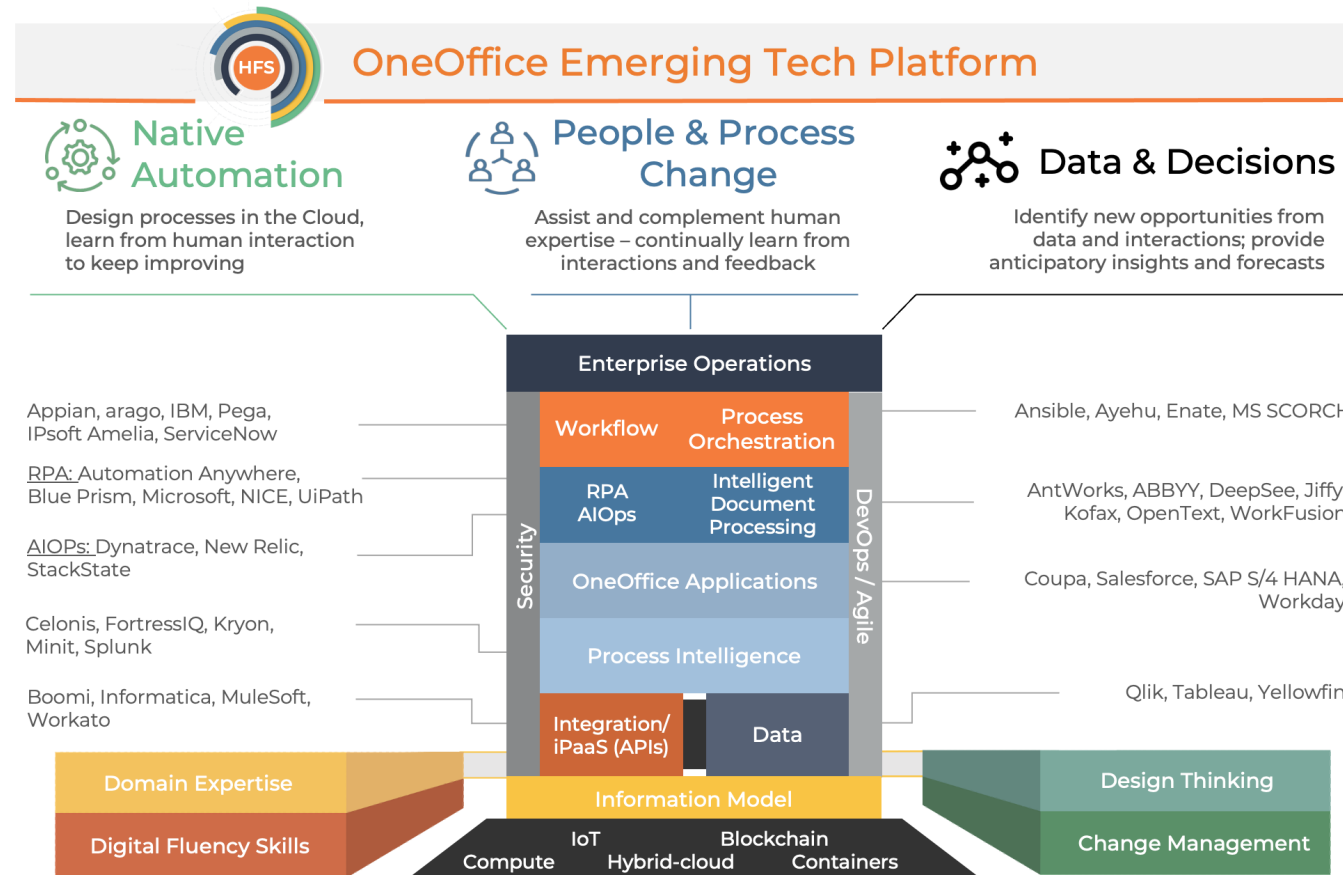 HFS
OneOffice Emerging Tech Platform
Native
Automation
Design processes in the Cloud,
learn from human interaction
to keep improving
People & Process
Change
Assist and complement human
expertise – continually learn from
interactions and feedback
Data & Decisions
Identify new opportunities from
data and interactions; provide
anticipatory insights and forecasts
Enterprise Operations
Appian, arago, IBM, Pega,
IPsoft Amelia, ServiceNow
RPA: Automation Anywhere,
Blue Prism, Microsoft, NICE, UiPath
AIOPs: Dynatrace, New Relic,
StackState
Celonis, FortressIQ, Kryon,
Minit, Splunk
Boomi, Informatica, MuleSoft,
Workato
Security
Workflow
Process
Orchestration
RPA
AIOps
Intelligent
Document
Processing
OneOffice Applications
Process Intelligence
Integration/
iPaaS (APIs)
Data
DevOps / Agile
Ansible, Ayehu, Enate, MS SCORCH
AntWorks, ABBYY, DeepSee, Jiffy
Kofax, OpenText, WorkFusion
Coupa, Salesforce, SAP S/4 HANA,
Workday
Qlik, Tableau, Yellowfin
Domain Expertise
Digital Fluency Skills
Information Model
IoT Blockchain
Compute Hybrid-cloud Containers
Design Thinking
Change Management